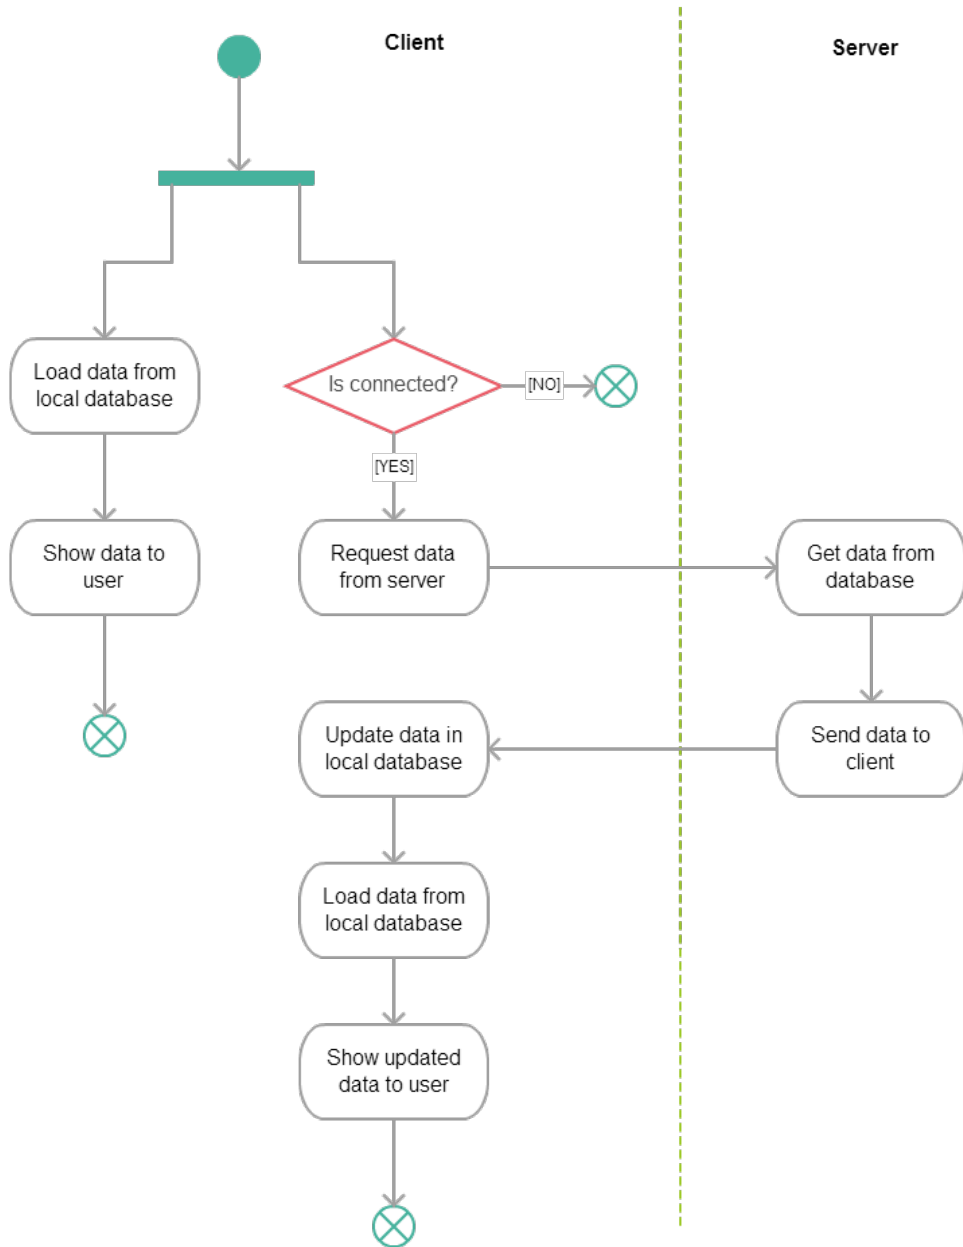 Client
Server
Load data from
local database
Is connected?
[NO]
[YES]
Show data to
user
Request data
from server
Get data from
database
Update data in
local database
Send data to
client
Load data from
local database
Show updated
data to user